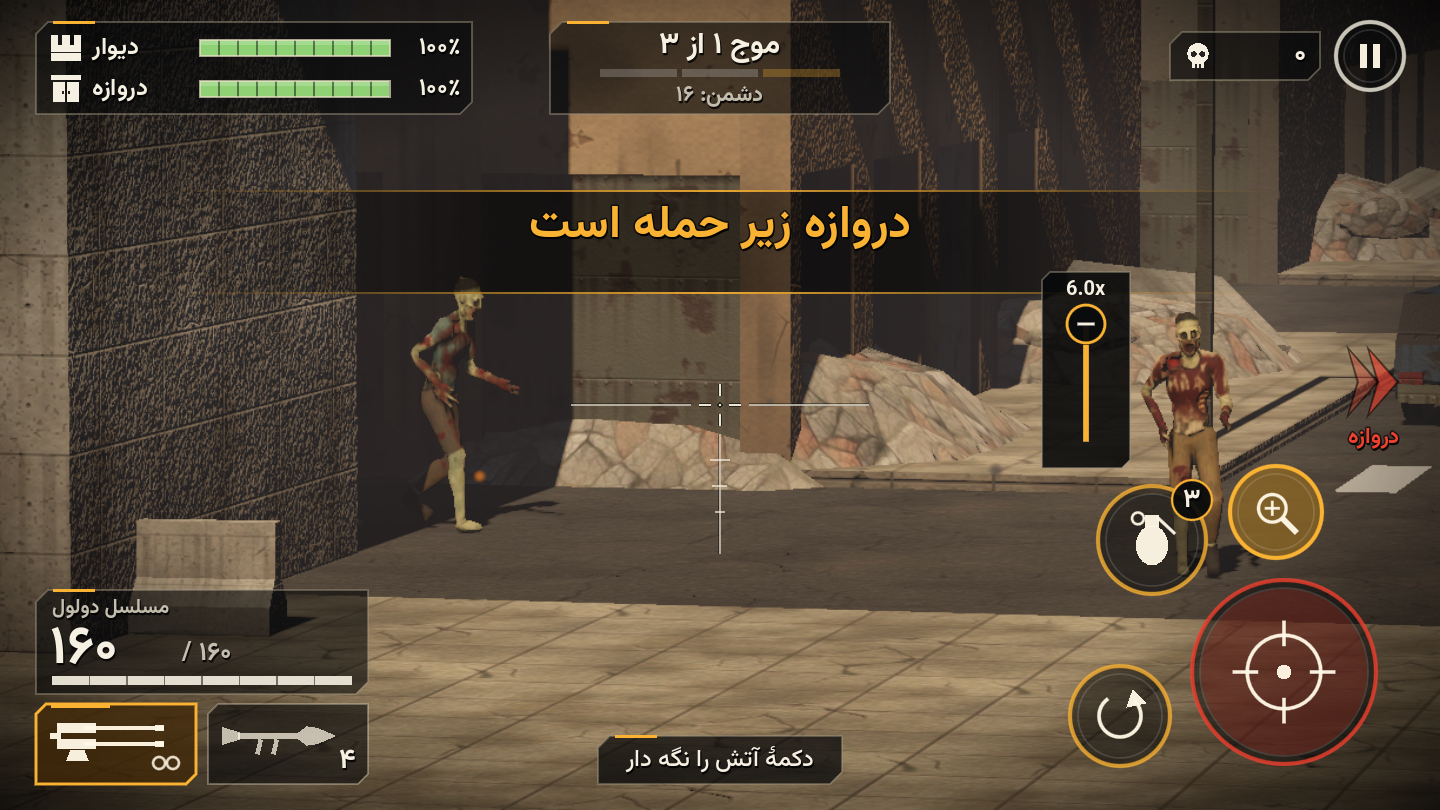 دیوار
۱۰۰٪
دروازه
۱۰۰٪
موج ۱ از ۳
دشمن: ۱۶
۰
دروازه زیر حمله است
6.0x
دروازه
۳
مسلسل دولول
۱۶۰ / ۱۶۰
∞
۴
دکمهٔ آتش را نگه دار